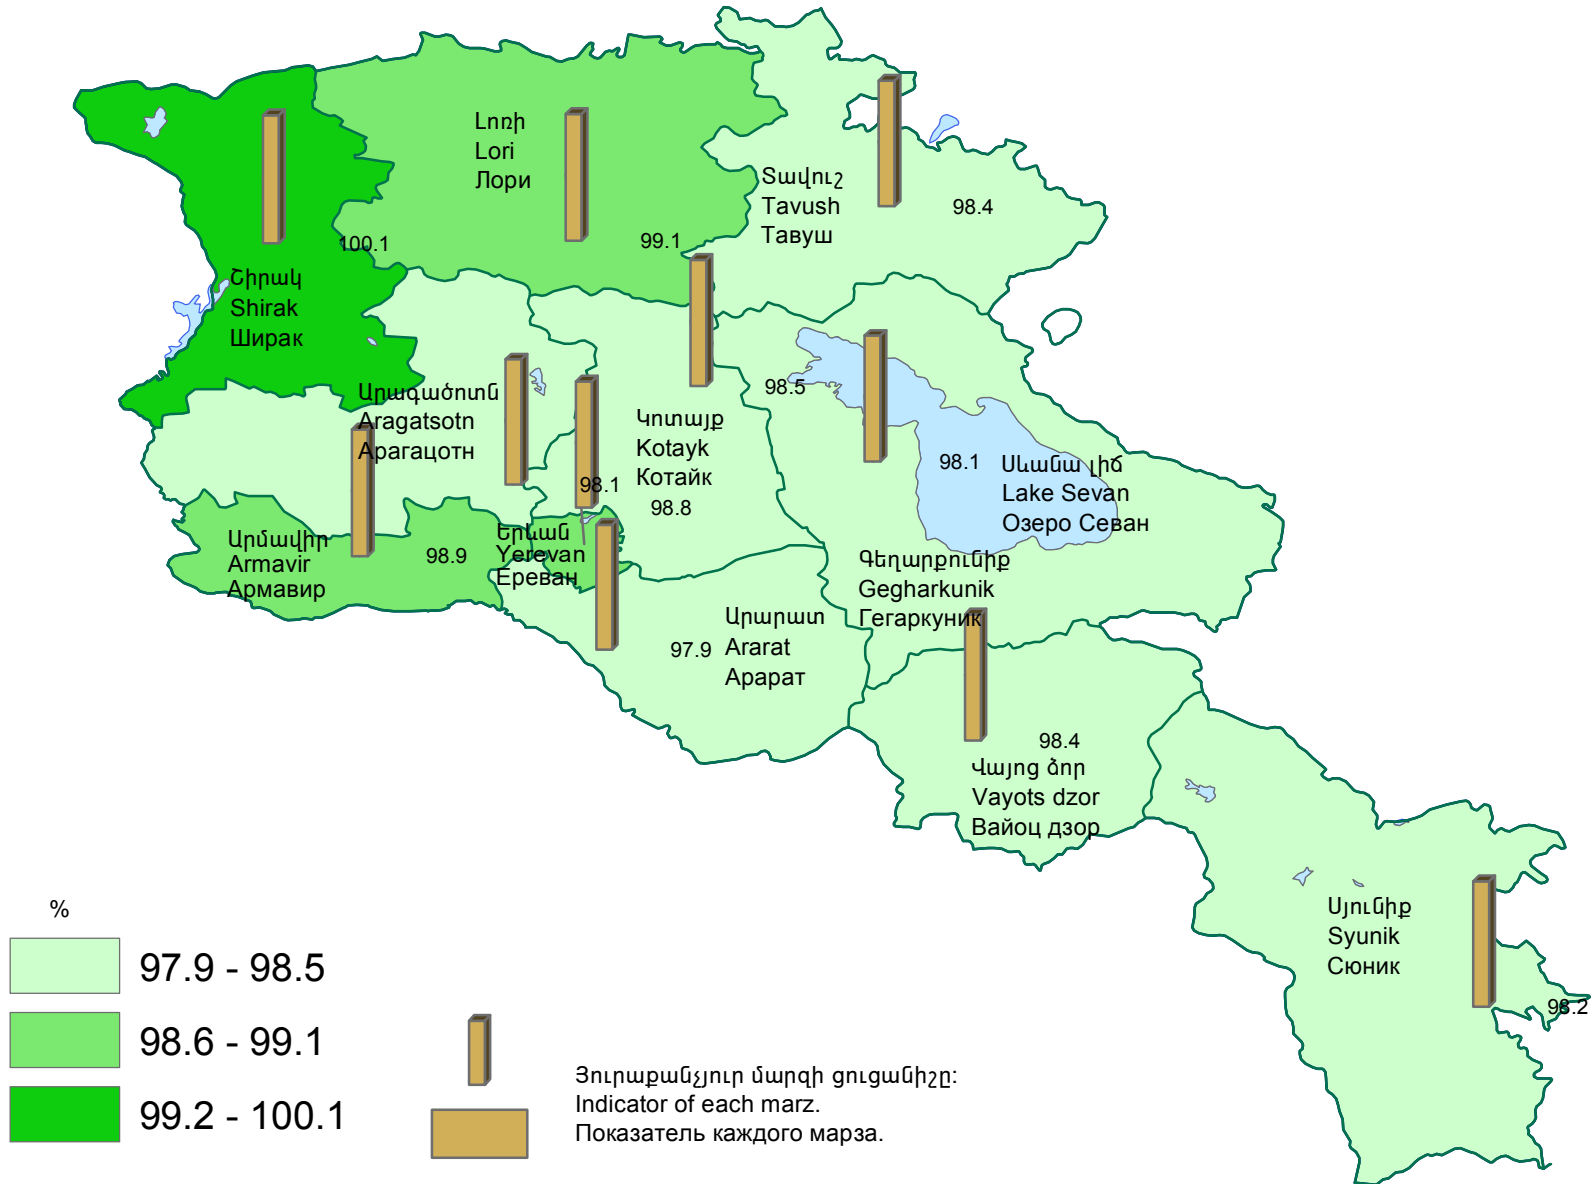 Լոռի
Lori
Лори
99.1
Տավուշ
Tavush
Тавуш
98.4
100.1
Շիրակ
Shirak
Ширак
Արագածոտն
Aragatsotn
Арагацотн
98.1
Կոտայք
Kotayk
Котайк
98.8
98.5
98.1
Սևանա լիճ
Lake Sevan
Озеро Севан
Արմավիր
Armavir
Армавир
98.9
Երևան
Yerevan
Ереван
Գեղարքունիք
Gegharkunik
Гегаркуник
97.9
Արարատ
Ararat
Арарат
98.4
Վայոց ձոր
Vayots dzor
Вайоц дзор
Սյունիք
Syunik
Сюник
98.2
%
97.9 - 98.5
98.6 - 99.1
99.2 - 100.1
Յուրաքանչյուր մարզի ցուցանիշը:
Indicator of each marz.
Показатель каждого марза.